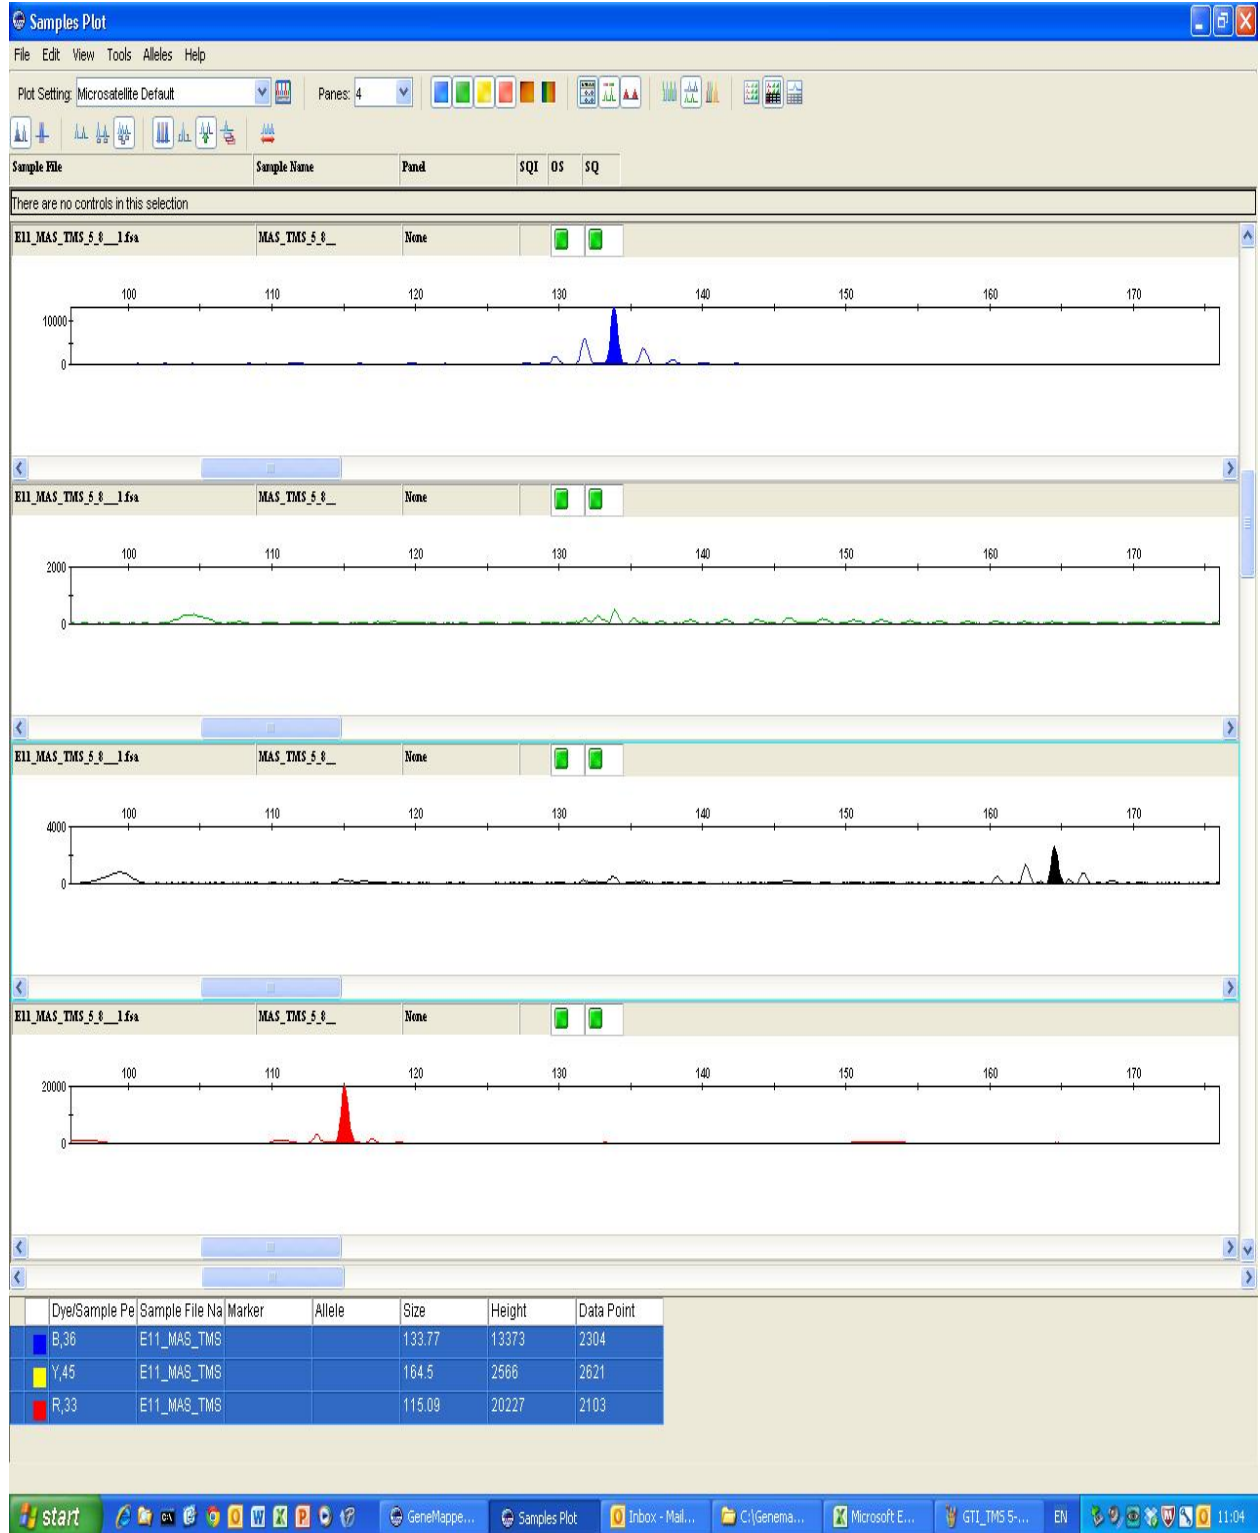 Samples Plot
File Edit View Tools Alleles Help
Plot Setting: Microsatellite Default Panes: 4
Sample File Sample Name Panel SQI OS SQ
There are no controls in this selection
E11_MAS_TMS_5_8__1.fsa MAS_TMS_5_8__ None
100 110 120 130 140 150 160 170
10000
0
E11_MAS_TMS_5_8__1.fsa MAS_TMS_5_8__ None
100 110 120 130 140 150 160 170
2000
0
E11_MAS_TMS_5_8__1.fsa MAS_TMS_5_8__ None
100 110 120 130 140 150 160 170
4000
0
E11_MAS_TMS_5_8__1.fsa MAS_TMS_5_8__ None
100 110 120 130 140 150 160 170
20000
0
Dye/Sample Pe Sample File Na Marker Allele Size Height Data Point
B,36 E11_MAS_TMS 133.77 13373 2304
Y,45 E11_MAS_TMS 164.5 2566 2621
R,33 E11_MAS_TMS 115.09 20227 2103
start GeneMappe... Samples Plot Inbox - Mail... C:\Genema... Microsoft E... GTI_TMS 5-... EN 11:04